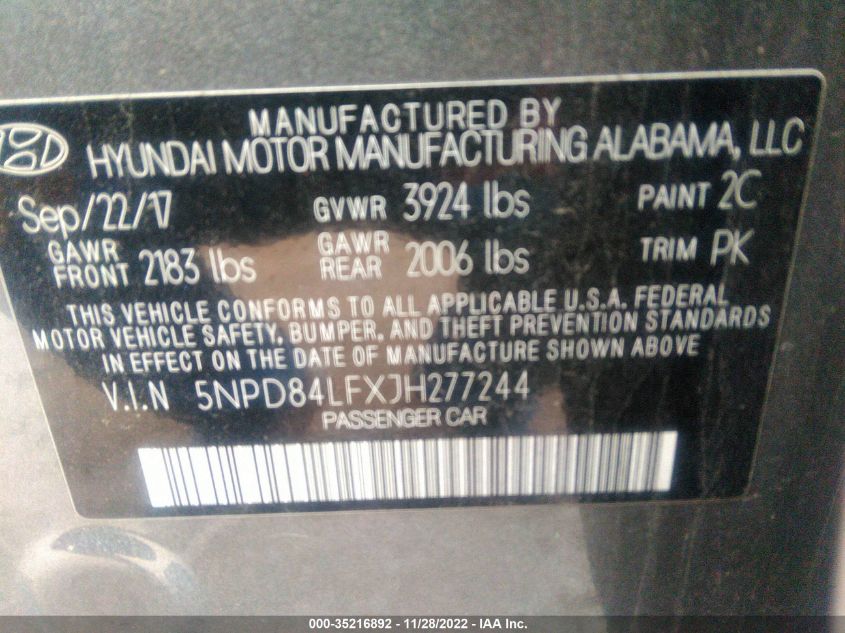 MANUFACTURED BY
HYUNDAI MOTOR MANUFACTURING ALABAMA, LLC
Sep/22/17 GVWR 3924 lbs PAINT 2C
GAWR FRONT 2183 lbs GAWR REAR 2006 lbs TRIM PK
THIS VEHICLE CONFORMS TO ALL APPLICABLE U.S.A. FEDERAL
MOTOR VEHICLE SAFETY, BUMPER, AND THEFT PREVENTION STANDARDS
IN EFFECT ON THE DATE OF MANUFACTURE SHOWN ABOVE
V.I.N 5NPD84LFXJH277244
PASSENGER CAR
000-35216892 - 11/28/2022 - IAA Inc.